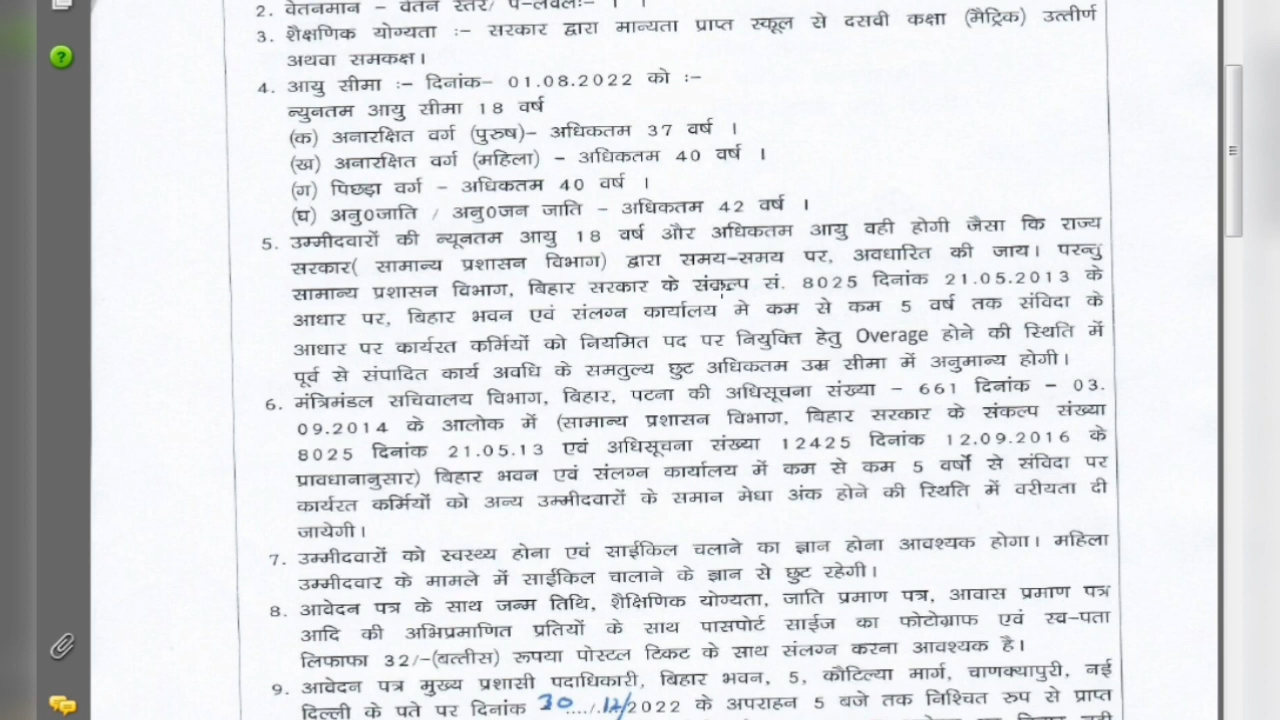 2. वेतनमान – वेतन स्तर/ पे–लेवलः– 1 ।
3. शैक्षणिक योग्यता :– सरकार द्वारा मान्यता प्राप्त स्कूल से दसवी कक्षा (मैट्रिक) उत्तीर्ण
अथवा समकक्ष।
4. आयु सीमा :– दिनांक– 01.08.2022 को :–
न्युनतम आयु सीमा 18 वर्ष
(क) अनारक्षित वर्ग (पुरुष)– अधिकतम 37 वर्ष ।
(ख) अनारक्षित वर्ग (महिला) – अधिकतम 40 वर्ष ।
(ग) पिछड़ा वर्ग – अधिकतम 40 वर्ष ।
(घ) अनु0जाति / अनु0जन जाति – अधिकतम 42 वर्ष ।
5. उम्मीदवारों की न्यूनतम आयु 18 वर्ष और अधिकतम आयु वही होगी जैसा कि राज्य
सरकार( सामान्य प्रशासन विभाग) द्वारा समय–समय पर, अवधारित की जाय। परन्तु
सामान्य प्रशासन विभाग, बिहार सरकार के संकल्प सं. 8025 दिनांक 21.05.2013 के
आधार पर, बिहार भवन एवं संलग्न कार्यालय मे कम से कम 5 वर्ष तक संविदा के
आधार पर कार्यरत कर्मियों को नियमित पद पर नियुक्ति हेतु Overage होने की स्थिति में
पूर्व से संपादित कार्य अवधि के समतुल्य छुट अधिकतम उम्र सीमा में अनुमान्य होगी।
6. मंत्रिमंडल सचिवालय विभाग, बिहार, पटना की अधिसूचना संख्या – 661 दिनांक – 03.
09.2014 के आलोक में (सामान्य प्रशासन विभाग, बिहार सरकार के संकल्प संख्या
8025 दिनांक 21.05.13 एवं अधिसूचना संख्या 12425 दिनांक 12.09.2016 के
प्रावधानानुसार) बिहार भवन एवं संलग्न कार्यालय में कम से कम 5 वर्षों से संविदा पर
कार्यरत कर्मियों को अन्य उम्मीदवारों के समान मेधा अंक होने की स्थिति में वरीयता दी
जायेगी।
7. उम्मीदवारों को स्वस्थ्य होना एवं साईकिल चलाने का ज्ञान होना आवश्यक होगा। महिला
उम्मीदवार के मामले में साईकिल चालाने के ज्ञान से छुट रहेगी।
8. आवेदन पत्र के साथ जन्म तिथि, शैक्षिणिक योग्यता, जाति प्रमाण पत्र, आवास प्रमाण पत्र
आदि की अभिप्रमाणित प्रतियों के साथ पासपोर्ट साईज का फोटोग्राफ एवं स्व–पता
लिफाफा 32/–(बत्तीस) रूपया पोस्टल टिकट के साथ संलग्न करना आवश्यक है।
9. आवेदन पत्र मुख्य प्रशासी पदाधिकारी, बिहार भवन, 5, कौटिल्या मार्ग, चाणक्यापुरी, नई
दिल्ली के पते पर दिनांक 30..../.12/2022 के अपराहन 5 बजे तक निश्चित रुप से प्राप्त